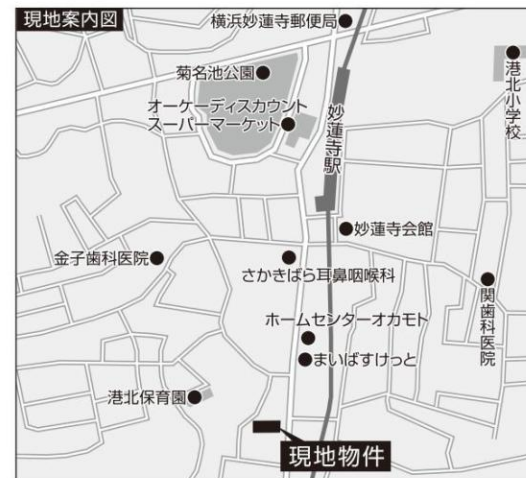 現地案内図
横浜妙蓮寺郵便局
菊名池公園
オーケーディスカウント
スーパーマーケット
妙蓮寺駅
港北小学校
妙蓮寺会館
金子歯科医院
さかきばら耳鼻咽喉科
関歯科医院
ホームセンターオカモト
まいばすけっと
港北保育園
現地物件